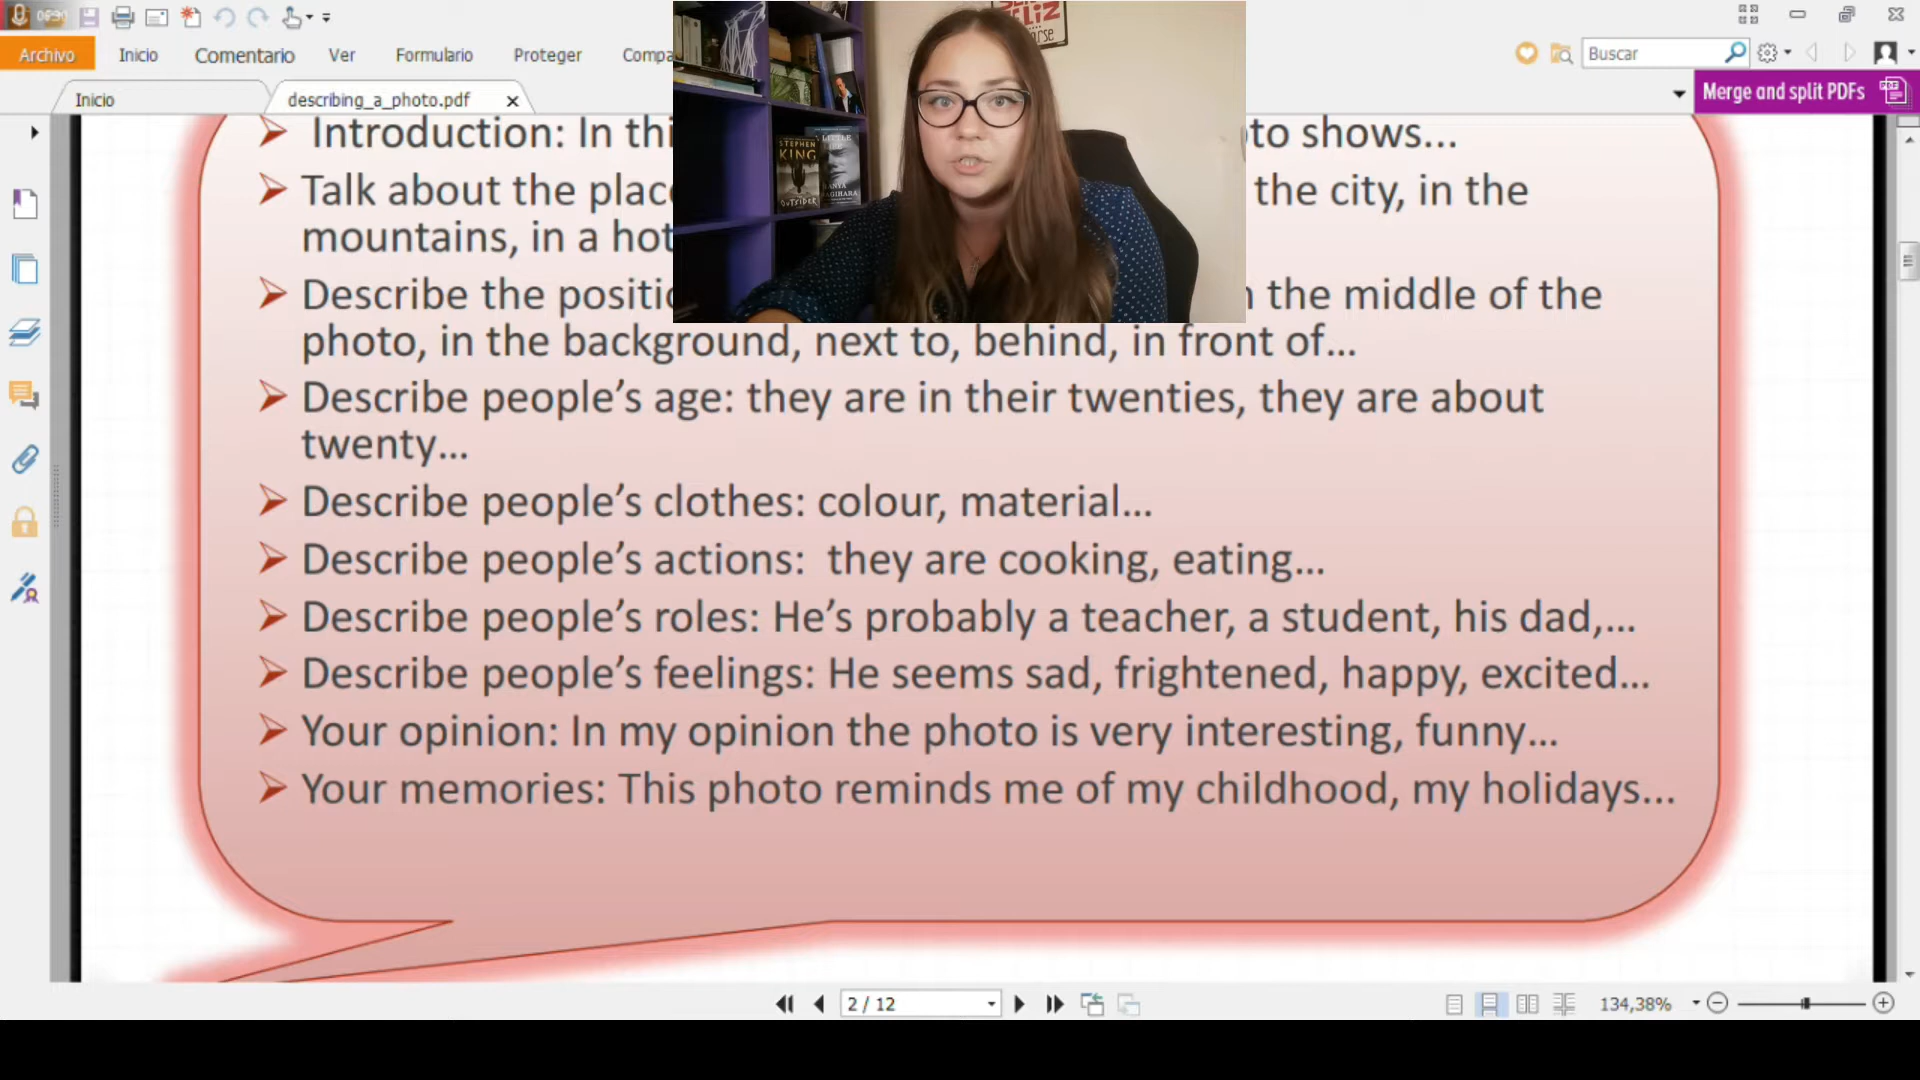 Archivo Inicio Comentario Ver Formulario Proteger Compa
Buscar
Inicio describing_a_photo.pdf
Merge and split PDFs
Introduction: In thi to shows...
Talk about the plac the city, in the
mountains, in a hot
Describe the positi the middle of the
photo, in the background, next to, behind, in front of...
Describe people's age: they are in their twenties, they are about
twenty...
Describe people's clothes: colour, material...
Describe people's actions: they are cooking, eating...
Describe people's roles: He's probably a teacher, a student, his dad,...
Describe people's feelings: He seems sad, frightened, happy, excited...
Your opinion: In my opinion the photo is very interesting, funny...
Your memories: This photo reminds me of my childhood, my holidays...
STEPHEN
KING
OUTSIDER
LITTLE
2 / 12
134,38%